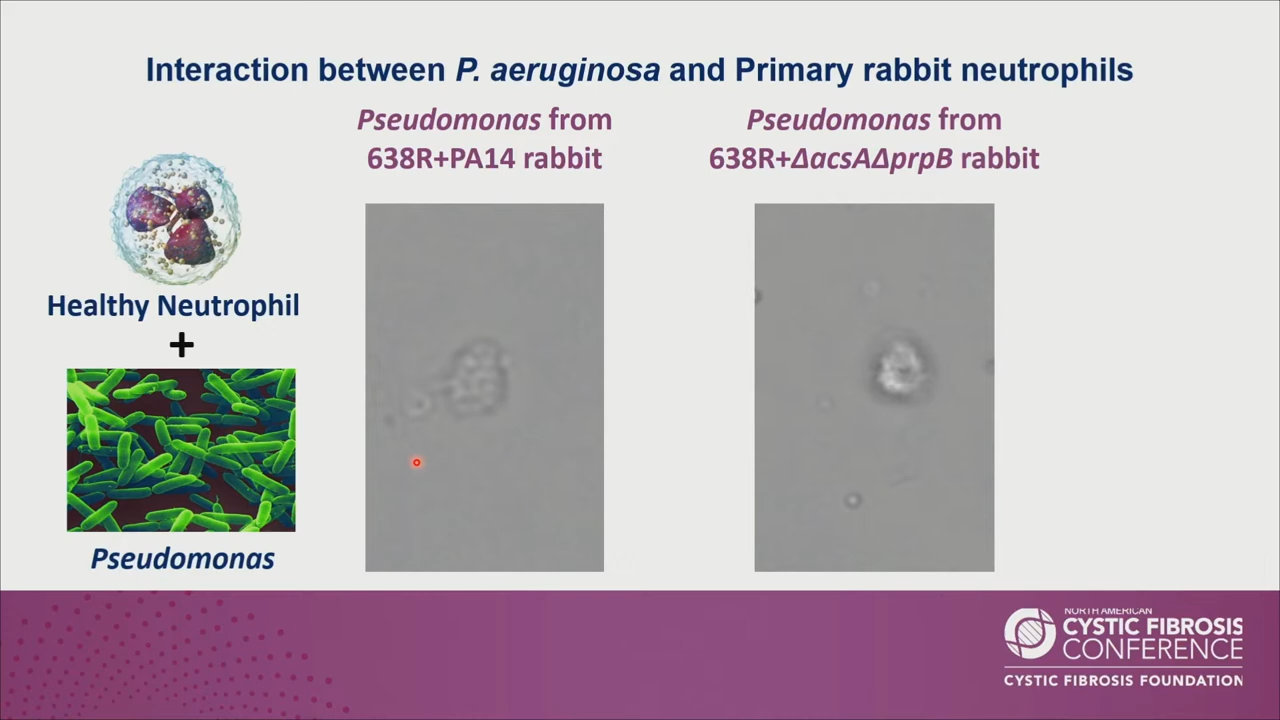 Interaction between P. aeruginosa and Primary rabbit neutrophils
Pseudomonas from
638R+PA14 rabbit
Pseudomonas from
638R+ΔacsAΔprpB rabbit
Healthy Neutrophil
+
Pseudomonas
NORTH AMERICAN
CYSTIC FIBROSIS
CONFERENCE
CYSTIC FIBROSIS FOUNDATION